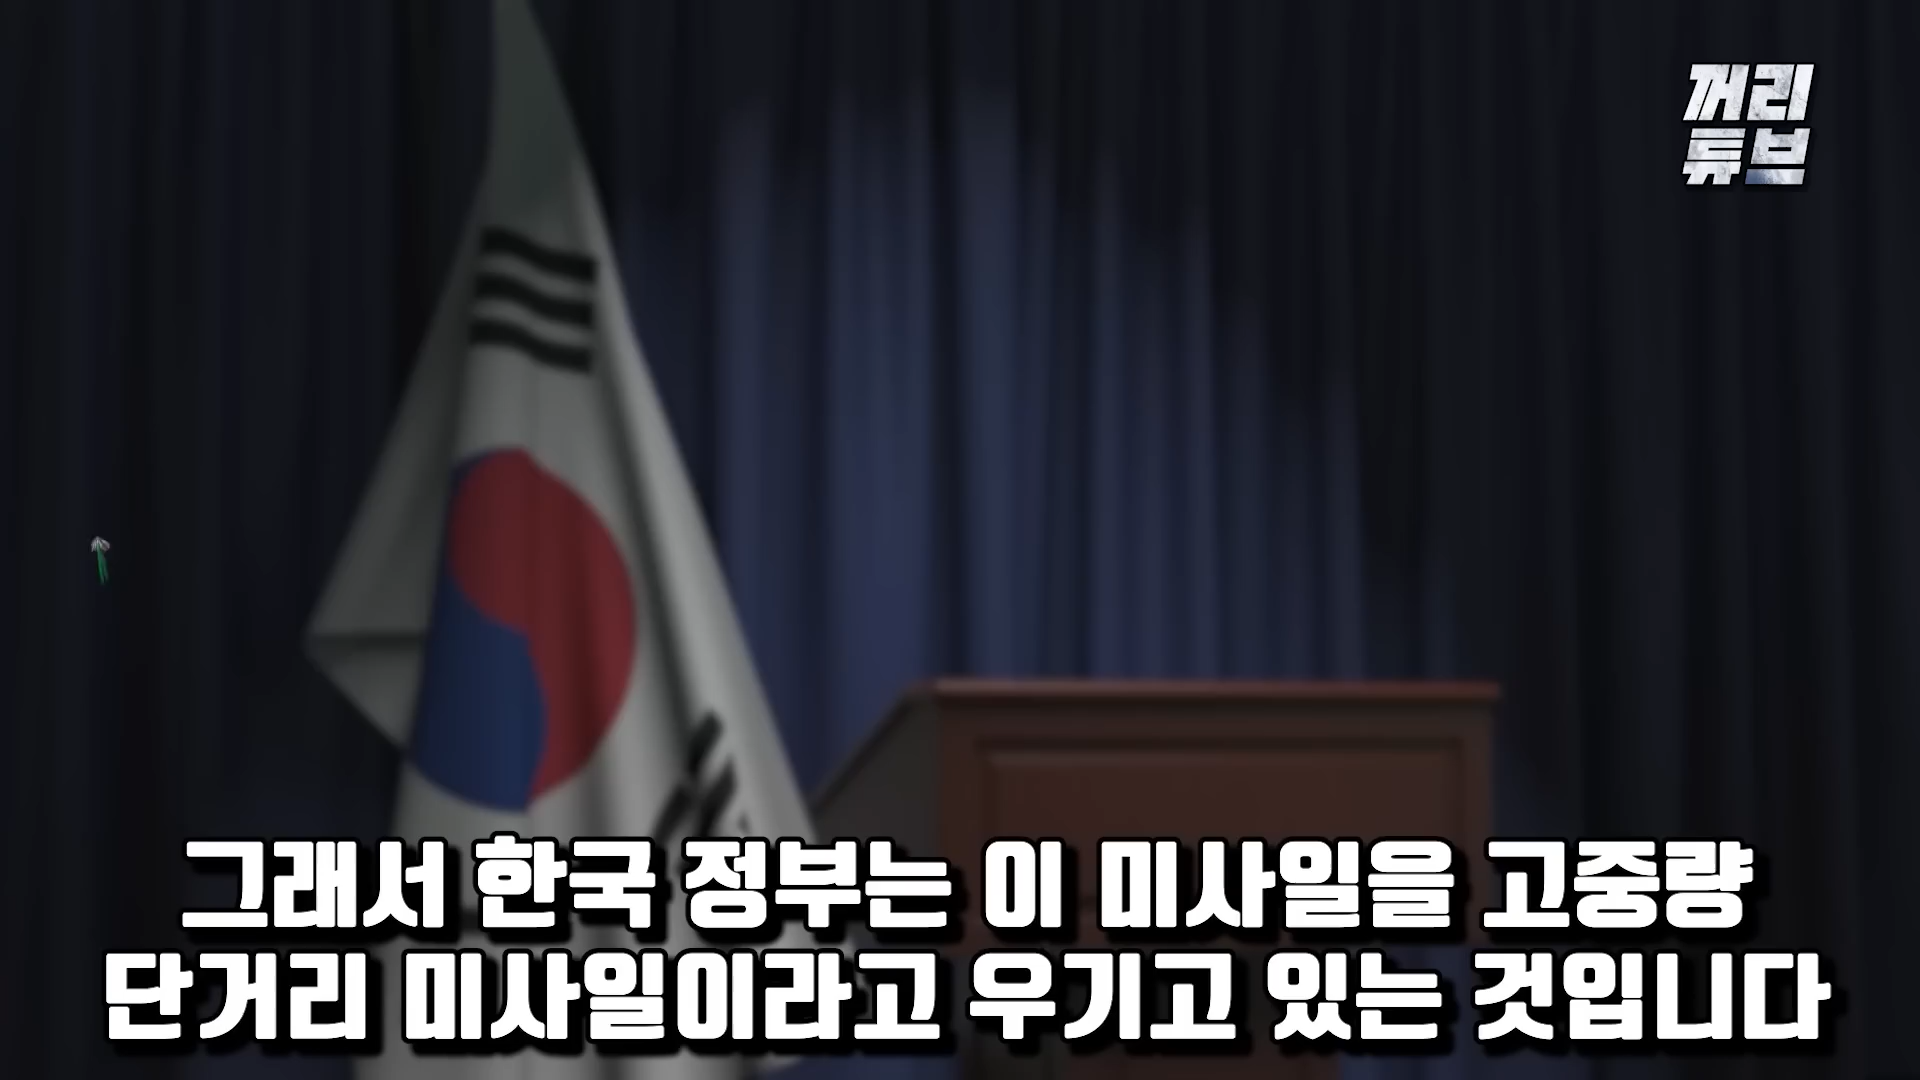 꺼리
튜브
그래서 한국 정부는 이 미사일을 고중량
단거리 미사일이라고 우기고 있는 것입니다